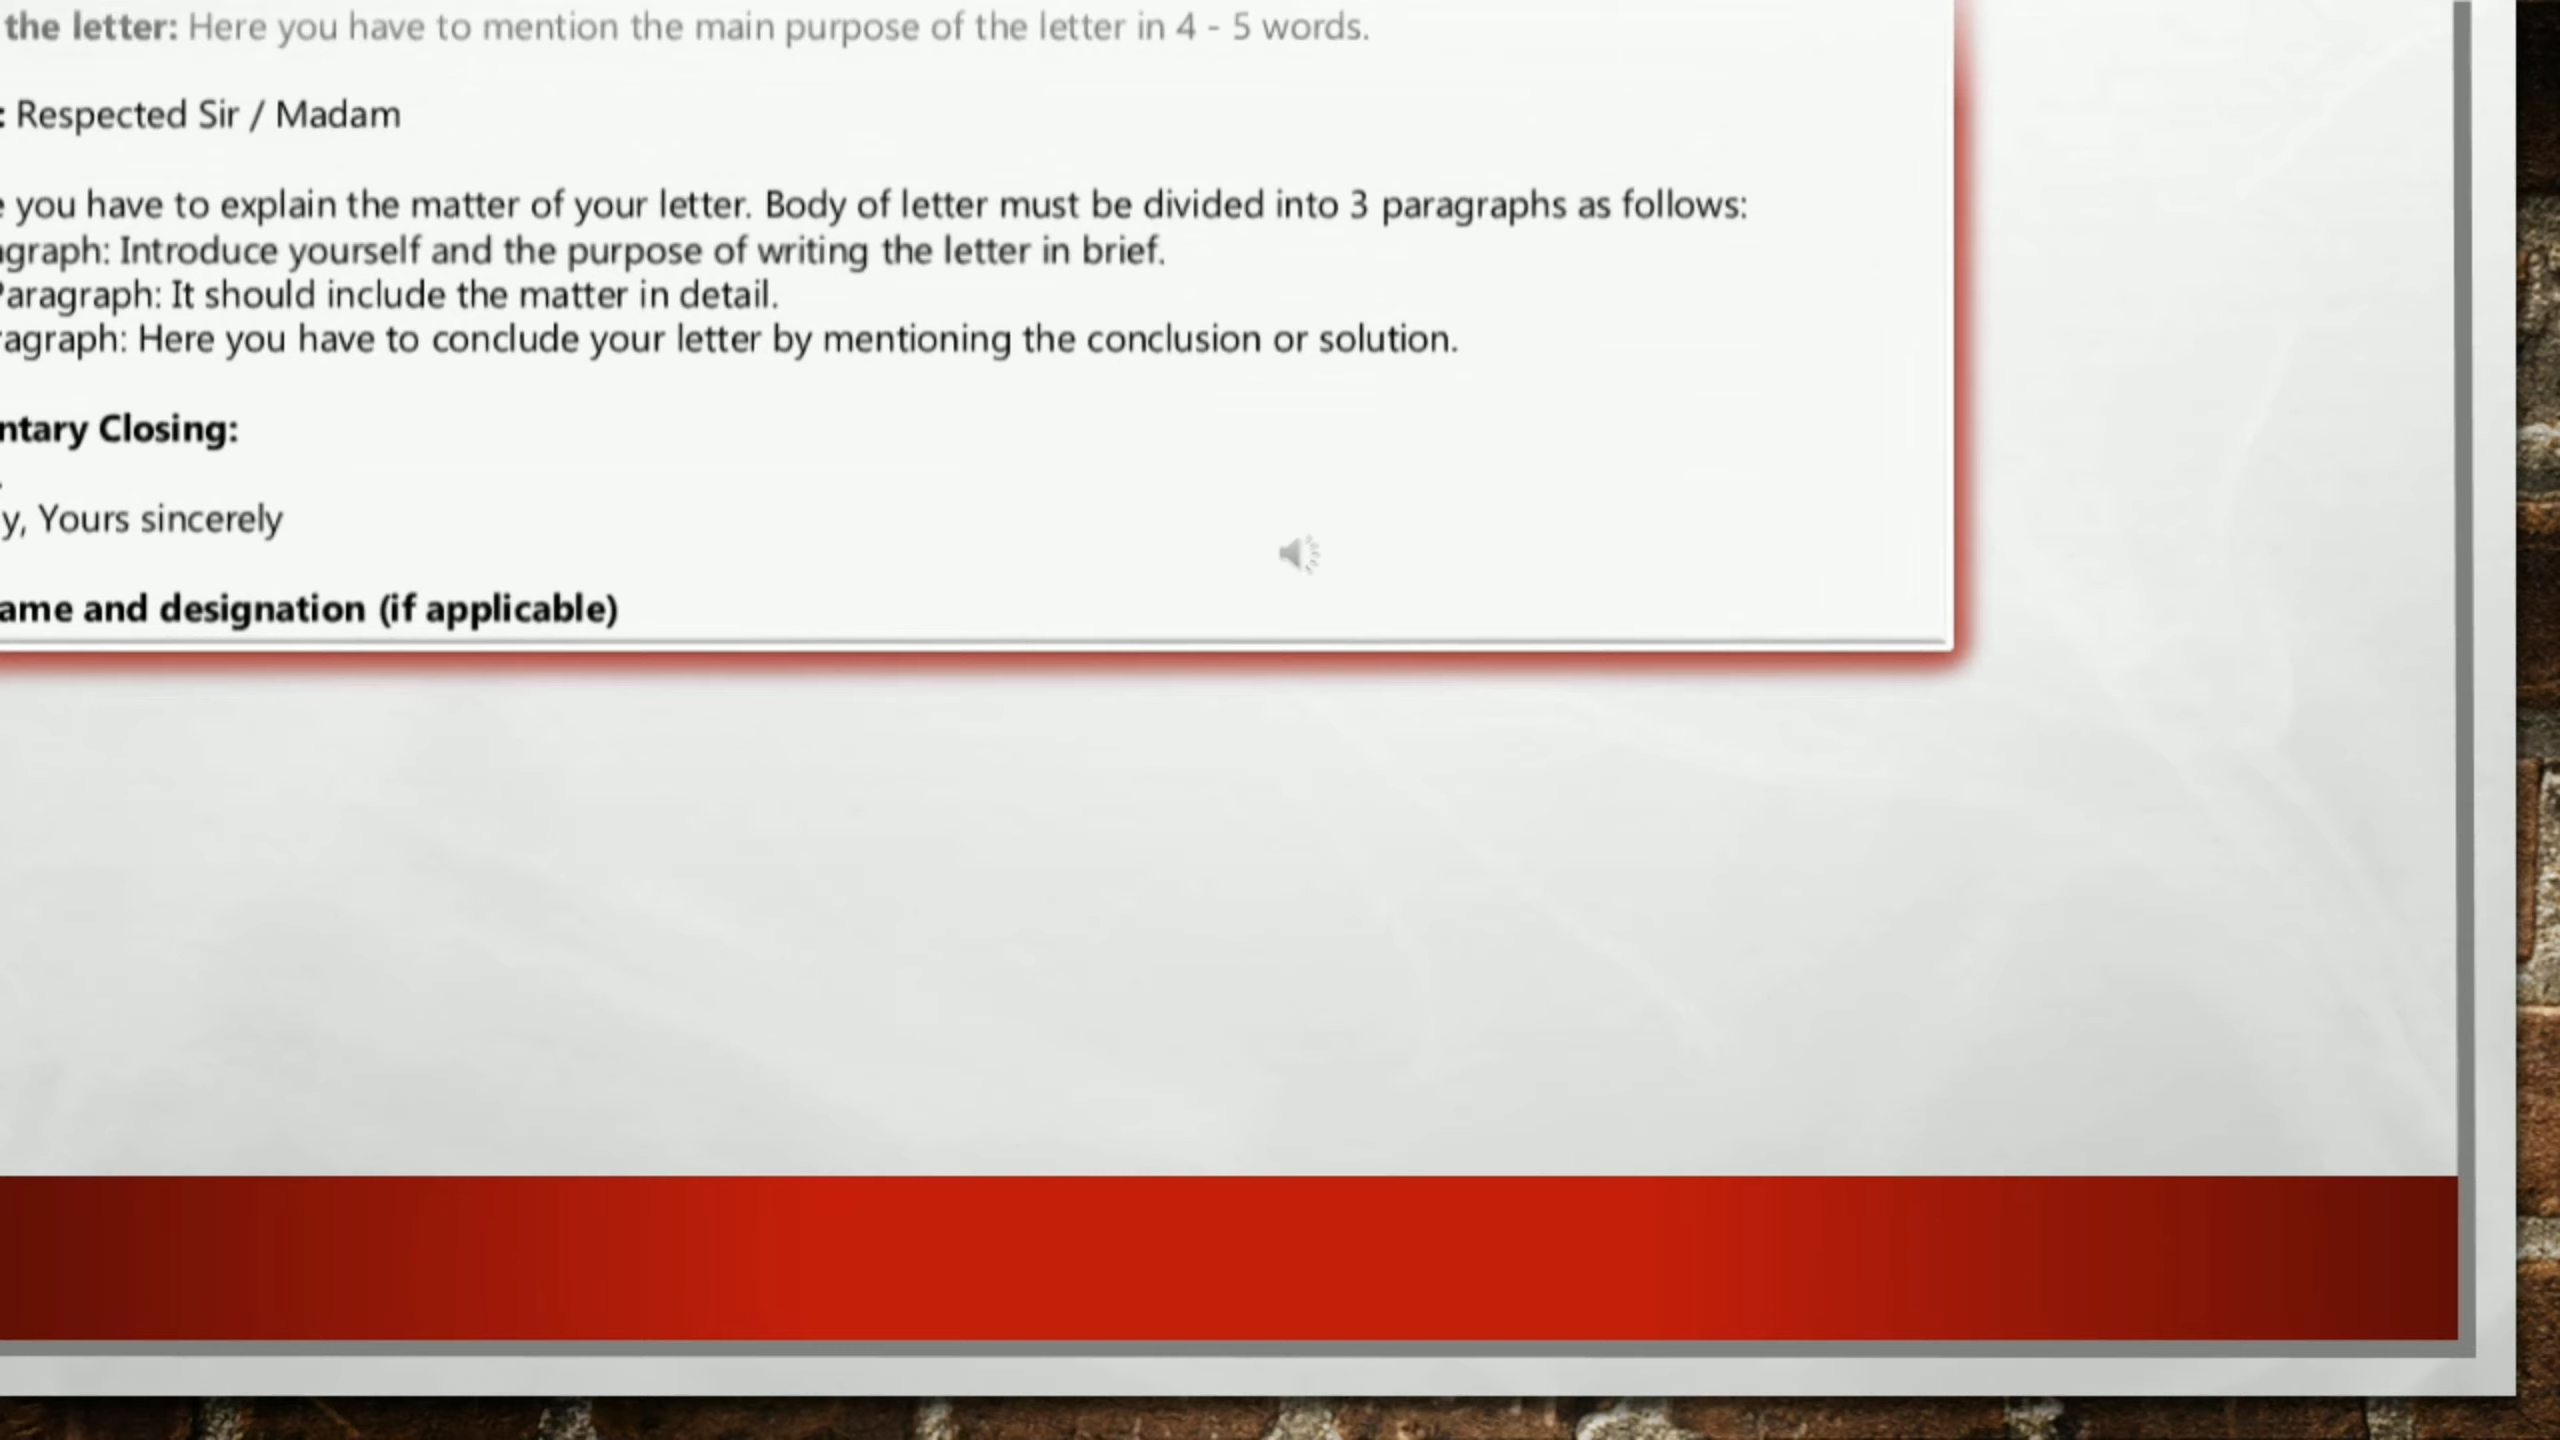 the letter: Here you have to mention the main purpose of the letter in 4 - 5 words.
: Respected Sir / Madam
you have to explain the matter of your letter. Body of letter must be divided into 3 paragraphs as follows:
agraph: Introduce yourself and the purpose of writing the letter in brief.
Paragraph: It should include the matter in detail.
ragraph: Here you have to conclude your letter by mentioning the conclusion or solution.
ntary Closing:
y, Yours sincerely
ame and designation (if applicable)